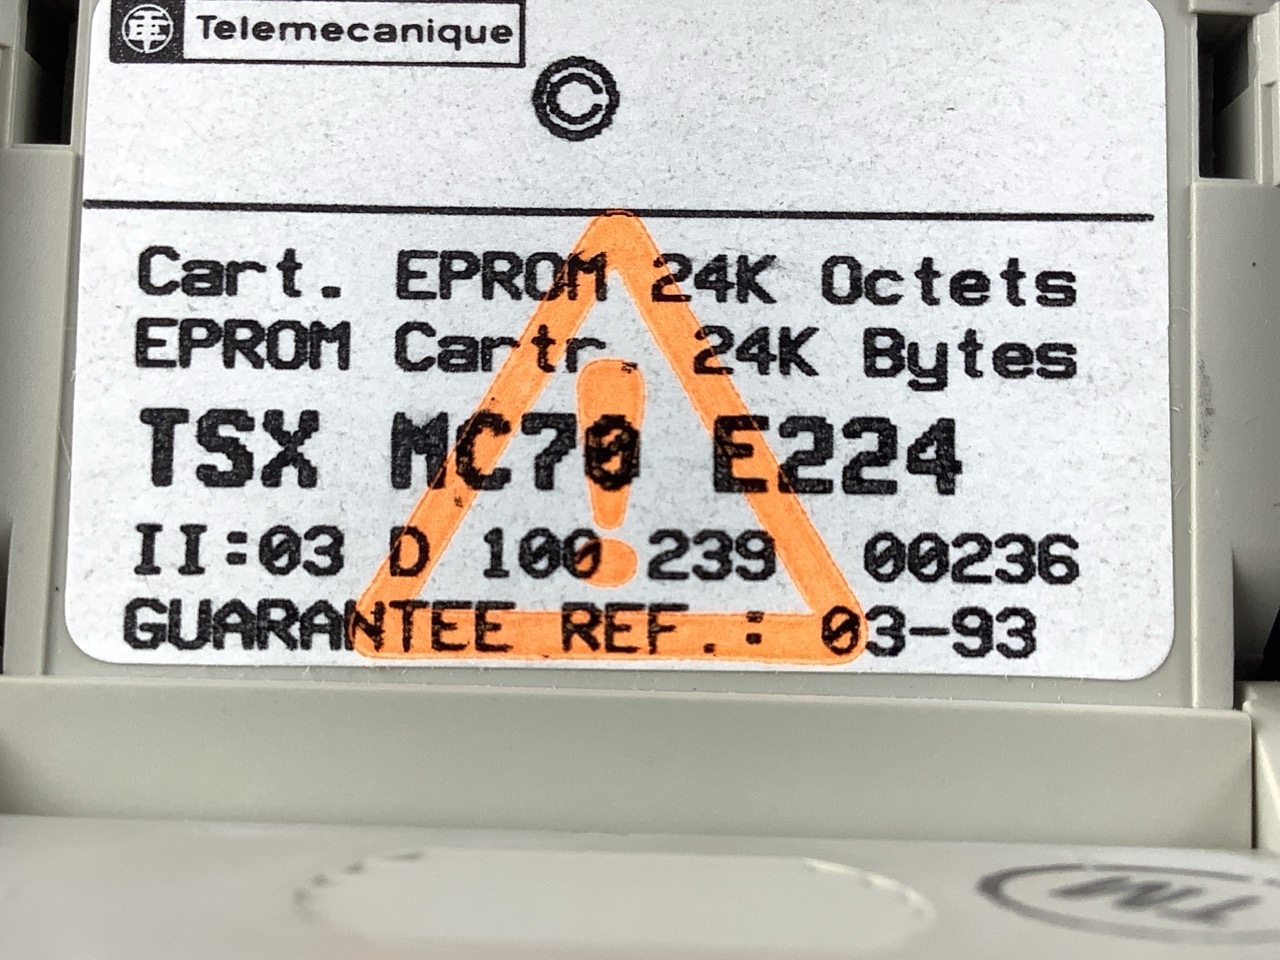 Telemecanique
©
Cart. EPROM 24K Octets
EPROM Cartr. 24K Bytes
TSX MC70 E224
II:03 D 100 239 00236
GUARANTEE REF.: 03-93